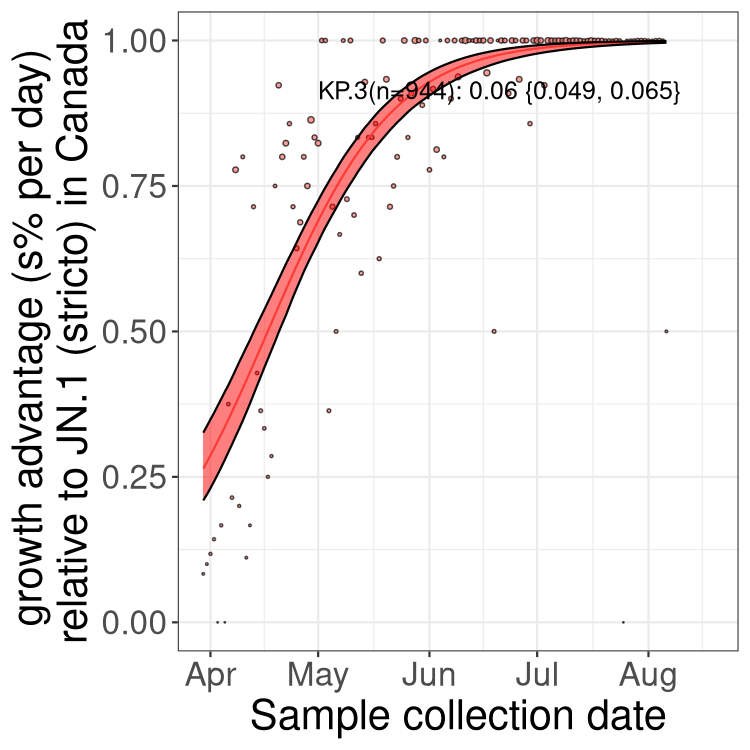 growth advantage (s% per day)
relative to JN.1 (stricto) in Canada
1.00
0.75
0.50
0.25
0.00
KP.3(n=944): 0.06 {0.049, 0.065}
Apr May Jun Jul Aug
Sample collection date